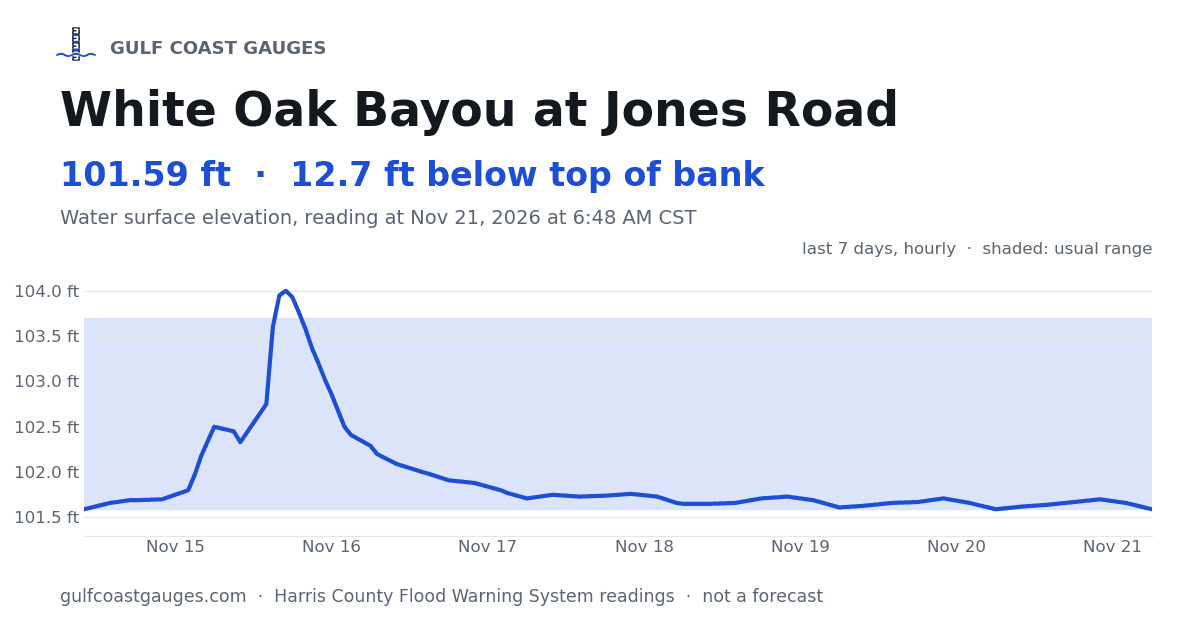 GULF COAST GAUGES
White Oak Bayou at Jones Road
101.59 ft · 12.7 ft below top of bank
Water surface elevation, reading at Nov 21, 2026 at 6:48 AM CST
last 7 days, hourly · shaded: usual range
104.0 ft
103.5 ft
103.0 ft
102.5 ft
102.0 ft
101.5 ft
Nov 15 Nov 16 Nov 17 Nov 18 Nov 19 Nov 20 Nov 21
gulfcoastgauges.com · Harris County Flood Warning System readings · not a forecast